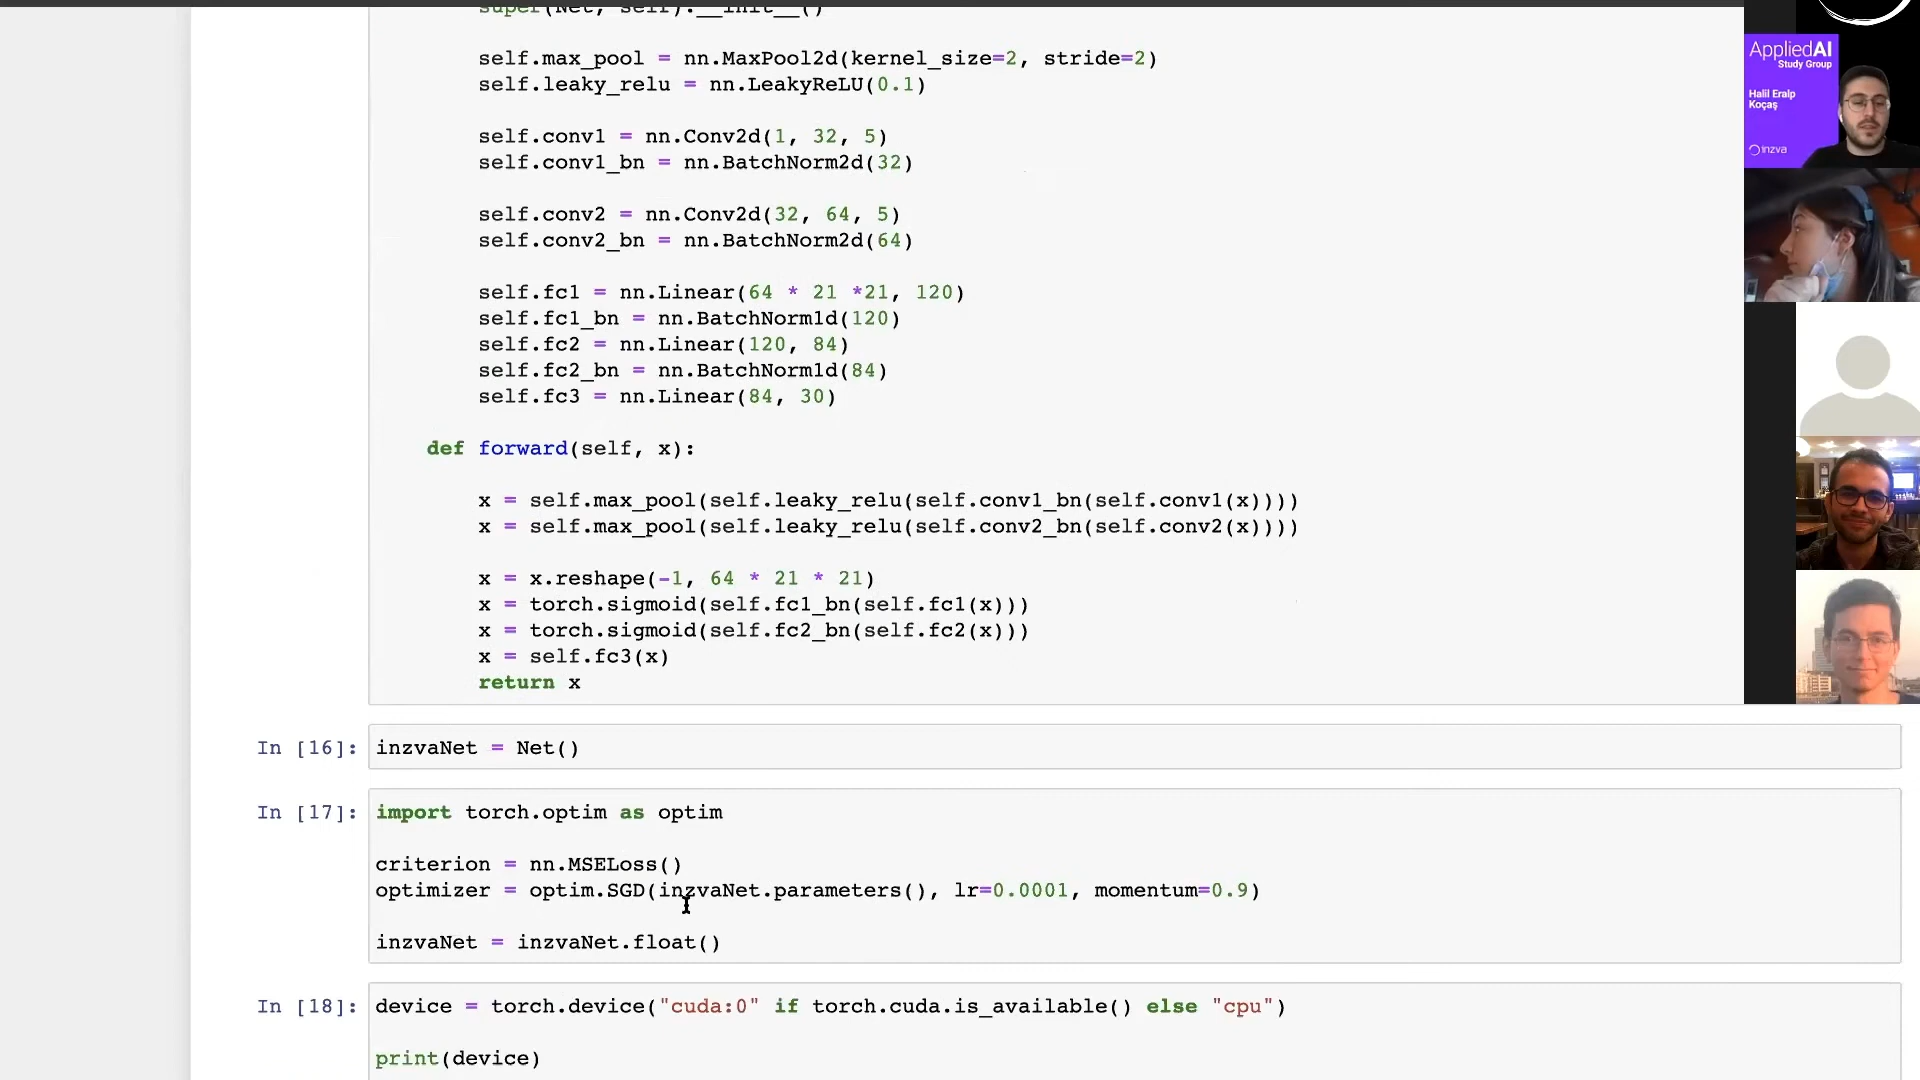 super(Net, self).__init__()
self.max_pool = nn.MaxPool2d(kernel_size=2, stride=2)
self.leaky_relu = nn.LeakyReLU(0.1)
self.conv1 = nn.Conv2d(1, 32, 5)
self.conv1_bn = nn.BatchNorm2d(32)
self.conv2 = nn.Conv2d(32, 64, 5)
self.conv2_bn = nn.BatchNorm2d(64)
self.fc1 = nn.Linear(64 * 21 *21, 120)
self.fc1_bn = nn.BatchNorm1d(120)
self.fc2 = nn.Linear(120, 84)
self.fc2_bn = nn.BatchNorm1d(84)
self.fc3 = nn.Linear(84, 30)
def forward(self, x):
x = self.max_pool(self.leaky_relu(self.conv1_bn(self.conv1(x))))
x = self.max_pool(self.leaky_relu(self.conv2_bn(self.conv2(x))))
x = x.reshape(-1, 64 * 21 * 21)
x = torch.sigmoid(self.fc1_bn(self.fc1(x)))
x = torch.sigmoid(self.fc2_bn(self.fc2(x)))
x = self.fc3(x)
return x
In [16]: inzvaNet = Net()
In [17]: import torch.optim as optim
criterion = nn.MSELoss()
optimizer = optim.SGD(inzvaNet.parameters(), lr=0.0001, momentum=0.9)
inzvaNet = inzvaNet.float()
In [18]: device = torch.device("cuda:0" if torch.cuda.is_available() else "cpu")
print(device)
AppliedAI
Study Group
Halil Eralp
Koçaş
inzva